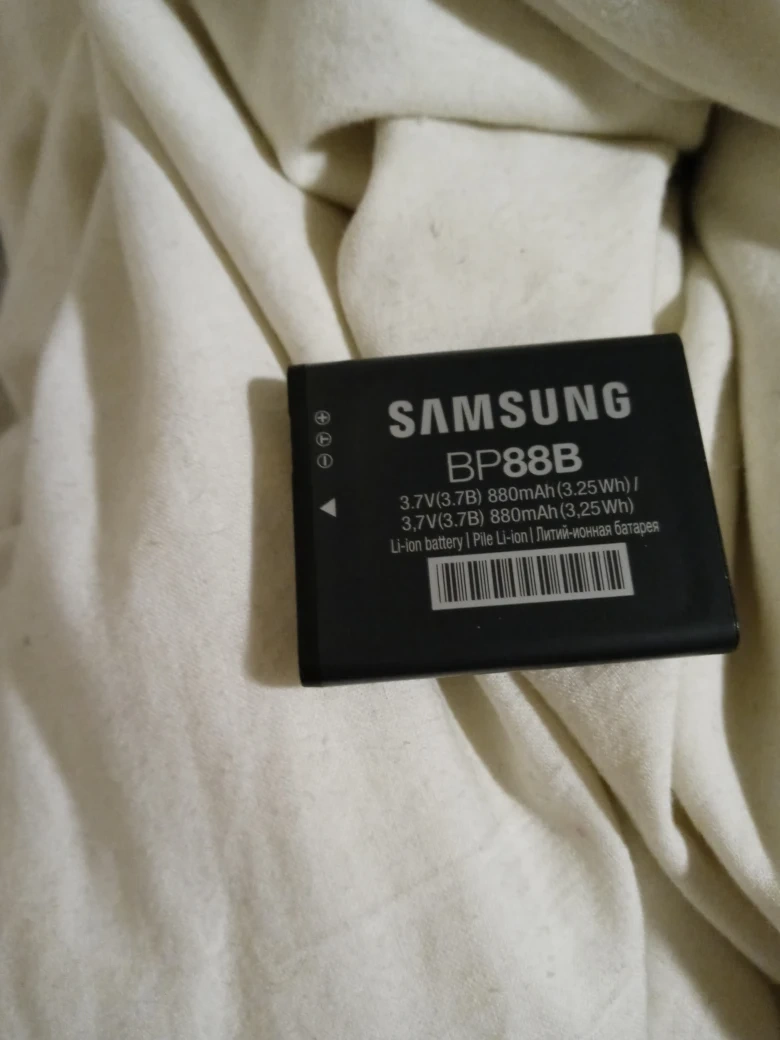 SAMSUNG
BP88B
3.7V(3.7B) 880mAh(3.25Wh) /
3,7V(3.7B) 880mAh(3,25Wh)
Li-ion battery | Pile Li-ion | Литий-ионная батарея
+
T
-